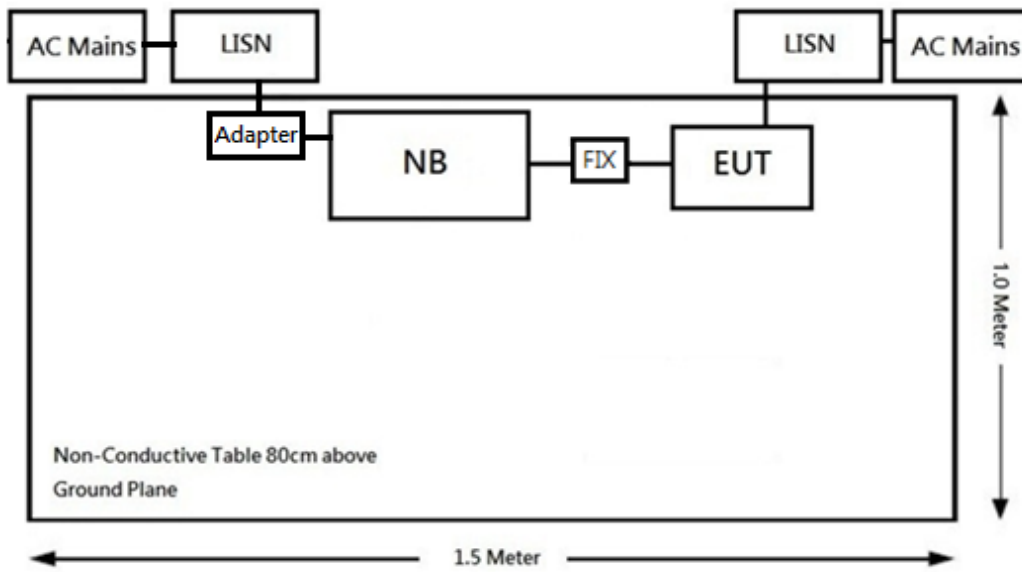 AC Mains
LISN
LISN
AC Mains
Adapter
NB
FIX
EUT
1.0 Meter
Non-Conductive Table 80cm above
Ground Plane
1.5 Meter